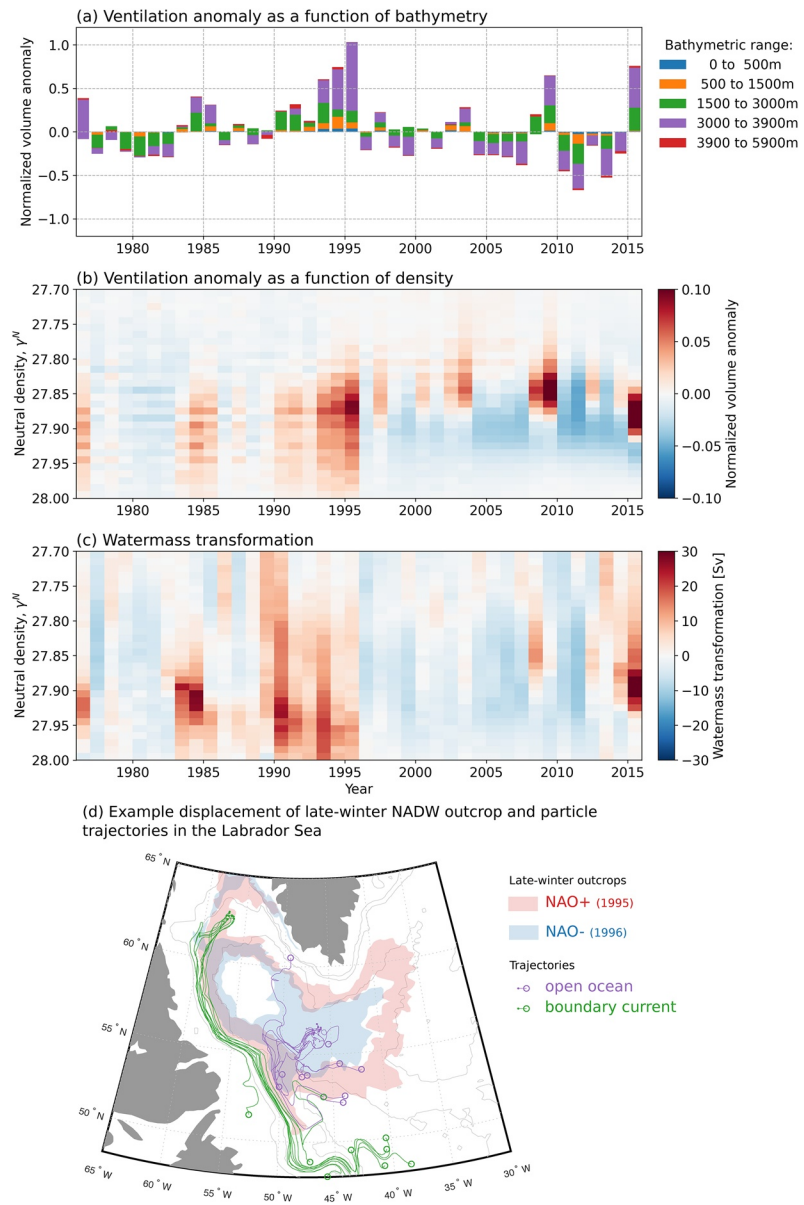 (a) Ventilation anomaly as a function of bathymetry
Normalized volume anomaly
1.0
0.5
0.0
−0.5
−1.0
1980 1985 1990 1995 2000 2005 2010 2015
Bathymetric range:
0 to 500m
500 to 1500m
1500 to 3000m
3000 to 3900m
3900 to 5900m
(b) Ventilation anomaly as a function of density
Neutral density, γᴺ
27.70
27.75
27.80
27.85
27.90
27.95
28.00
1980 1985 1990 1995 2000 2005 2010 2015
0.10
0.05
0.00
−0.05
−0.10
Normalized volume anomaly
(c) Watermass transformation
Neutral density, γᴺ
27.70
27.75
27.80
27.85
27.90
27.95
28.00
1980 1985 1990 1995 2000 2005 2010 2015
Year
30
20
10
0
−10
−20
−30
Watermass transformation [Sv]
(d) Example displacement of late-winter NADW outcrop and particle
trajectories in the Labrador Sea
65°N
60°N
55°N
50°N
65°W
60°W
55°W
50°W
45°W
40°W
35°W
30°W
Late-winter outcrops
NAO+ (1995)
NAO- (1996)
Trajectories
open ocean
boundary current